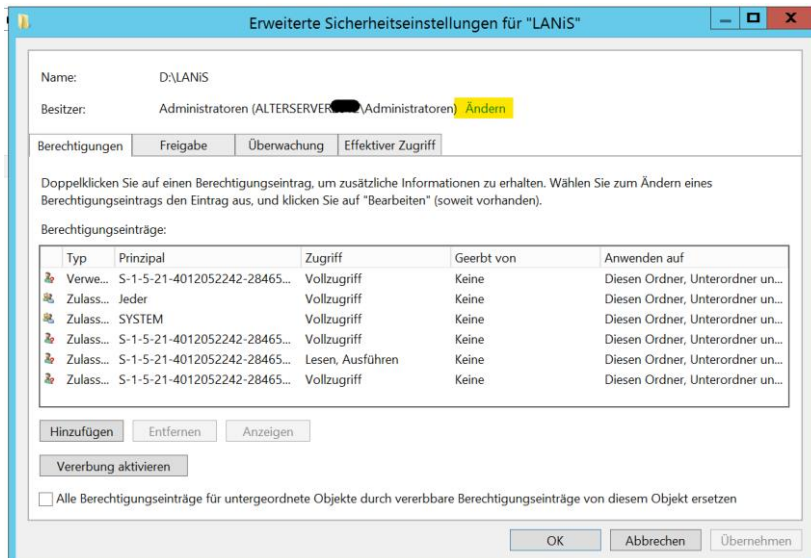 Erweiterte Sicherheitseinstellungen für "LANiS"
Name: D:\LANiS
Besitzer: Administratoren (ALTERSERVER \Administratoren) Ändern
Berechtigungen Freigabe Überwachung Effektiver Zugriff
Doppelklicken Sie auf einen Berechtigungseintrag, um zusätzliche Informationen zu erhalten. Wählen Sie zum Ändern eines
Berechtigungseintrags den Eintrag aus, und klicken Sie auf "Bearbeiten" (soweit vorhanden).
Berechtigungseinträge:
Typ Prinzipal Zugriff Geerbt von Anwenden auf
Verwe... S-1-5-21-4012052242-28465... Vollzugriff Keine Diesen Ordner, Unterordner un...
Zulass... Jeder Vollzugriff Keine Diesen Ordner, Unterordner un...
Zulass... SYSTEM Vollzugriff Keine Diesen Ordner, Unterordner un...
Zulass... S-1-5-21-4012052242-28465... Vollzugriff Keine Diesen Ordner, Unterordner un...
Zulass... S-1-5-21-4012052242-28465... Lesen, Ausführen Keine Diesen Ordner, Unterordner un...
Zulass... S-1-5-21-4012052242-28465... Vollzugriff Keine Diesen Ordner, Unterordner un...
Hinzufügen Entfernen Anzeigen
Vererbung aktivieren
Alle Berechtigungseinträge für untergeordnete Objekte durch vererbbare Berechtigungseinträge von diesem Objekt ersetzen
OK Abbrechen Übernehmen